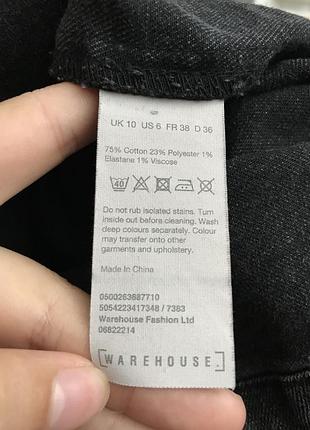 UK 10 US 6 FR 38 D 36
75% Cotton 23% Polyester 1%
Elastane 1% Viscose
40
Do not rub isolated stains. Turn
inside out before cleaning. Wash
deep colours separately. Colour
may transfer onto other
garments and upholstery.
Made In China
0500263887710
5054223417348 / 7383
Warehouse Fashion Ltd
06822214
WAREHOUSE